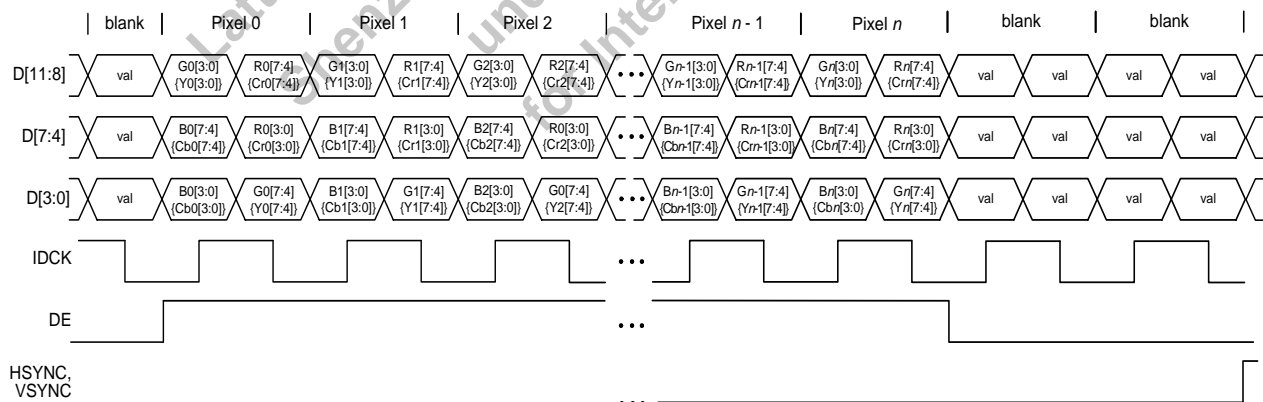 blank Pixel 0 Pixel 1 Pixel 2 Pixel n - 1 Pixel n blank blank
D[11:8] val G0[3:0] R0[7:4] G1[3:0] R1[7:4] G2[3:0] R2[7:4] ••• Gn-1[3:0] Rn-1[7:4] Gn[3:0] Rn[7:4] val val val val
{Y0[3:0]} {Cr0[7:4]} {Y1[3:0]} {Cr1[7:4]} {Y2[3:0]} {Cr2[7:4]} {Yn-1[3:0]} {Crn-1[7:4]} {Yn[3:0]} {Crn[7:4]}
D[7:4] val B0[7:4] R0[3:0] B1[7:4] R1[3:0] B2[7:4] R0[3:0] ••• Bn-1[7:4] Rn-1[3:0] Bn[7:4] Rn[3:0] val val val val
{Cb0[7:4]} {Cr0[3:0]} {Cb1[7:4]} {Cr1[3:0]} {Cb2[7:4]} {Cr2[3:0]} {Cbn-1[7:4]} {Crn-1[3:0]} {Cbn[7:4]} {Crn[3:0]}
D[3:0] val B0[3:0] G0[7:4] B1[3:0] G1[7:4] B2[3:0] G0[7:4] ••• Bn-1[3:0] Gn-1[7:4] Bn[3:0] Gn[7:4] val val val val
{Cb0[3:0]} {Y0[7:4]} {Cb1[3:0]} {Y1[7:4]} {Cb2[3:0]} {Y2[7:4]} {Cbn-1[3:0]} {Yn-1[7:4]} {Cbn[3:0} {Yn[7:4]}
IDCK •••
DE •••
HSYNC,
VSYNC •••